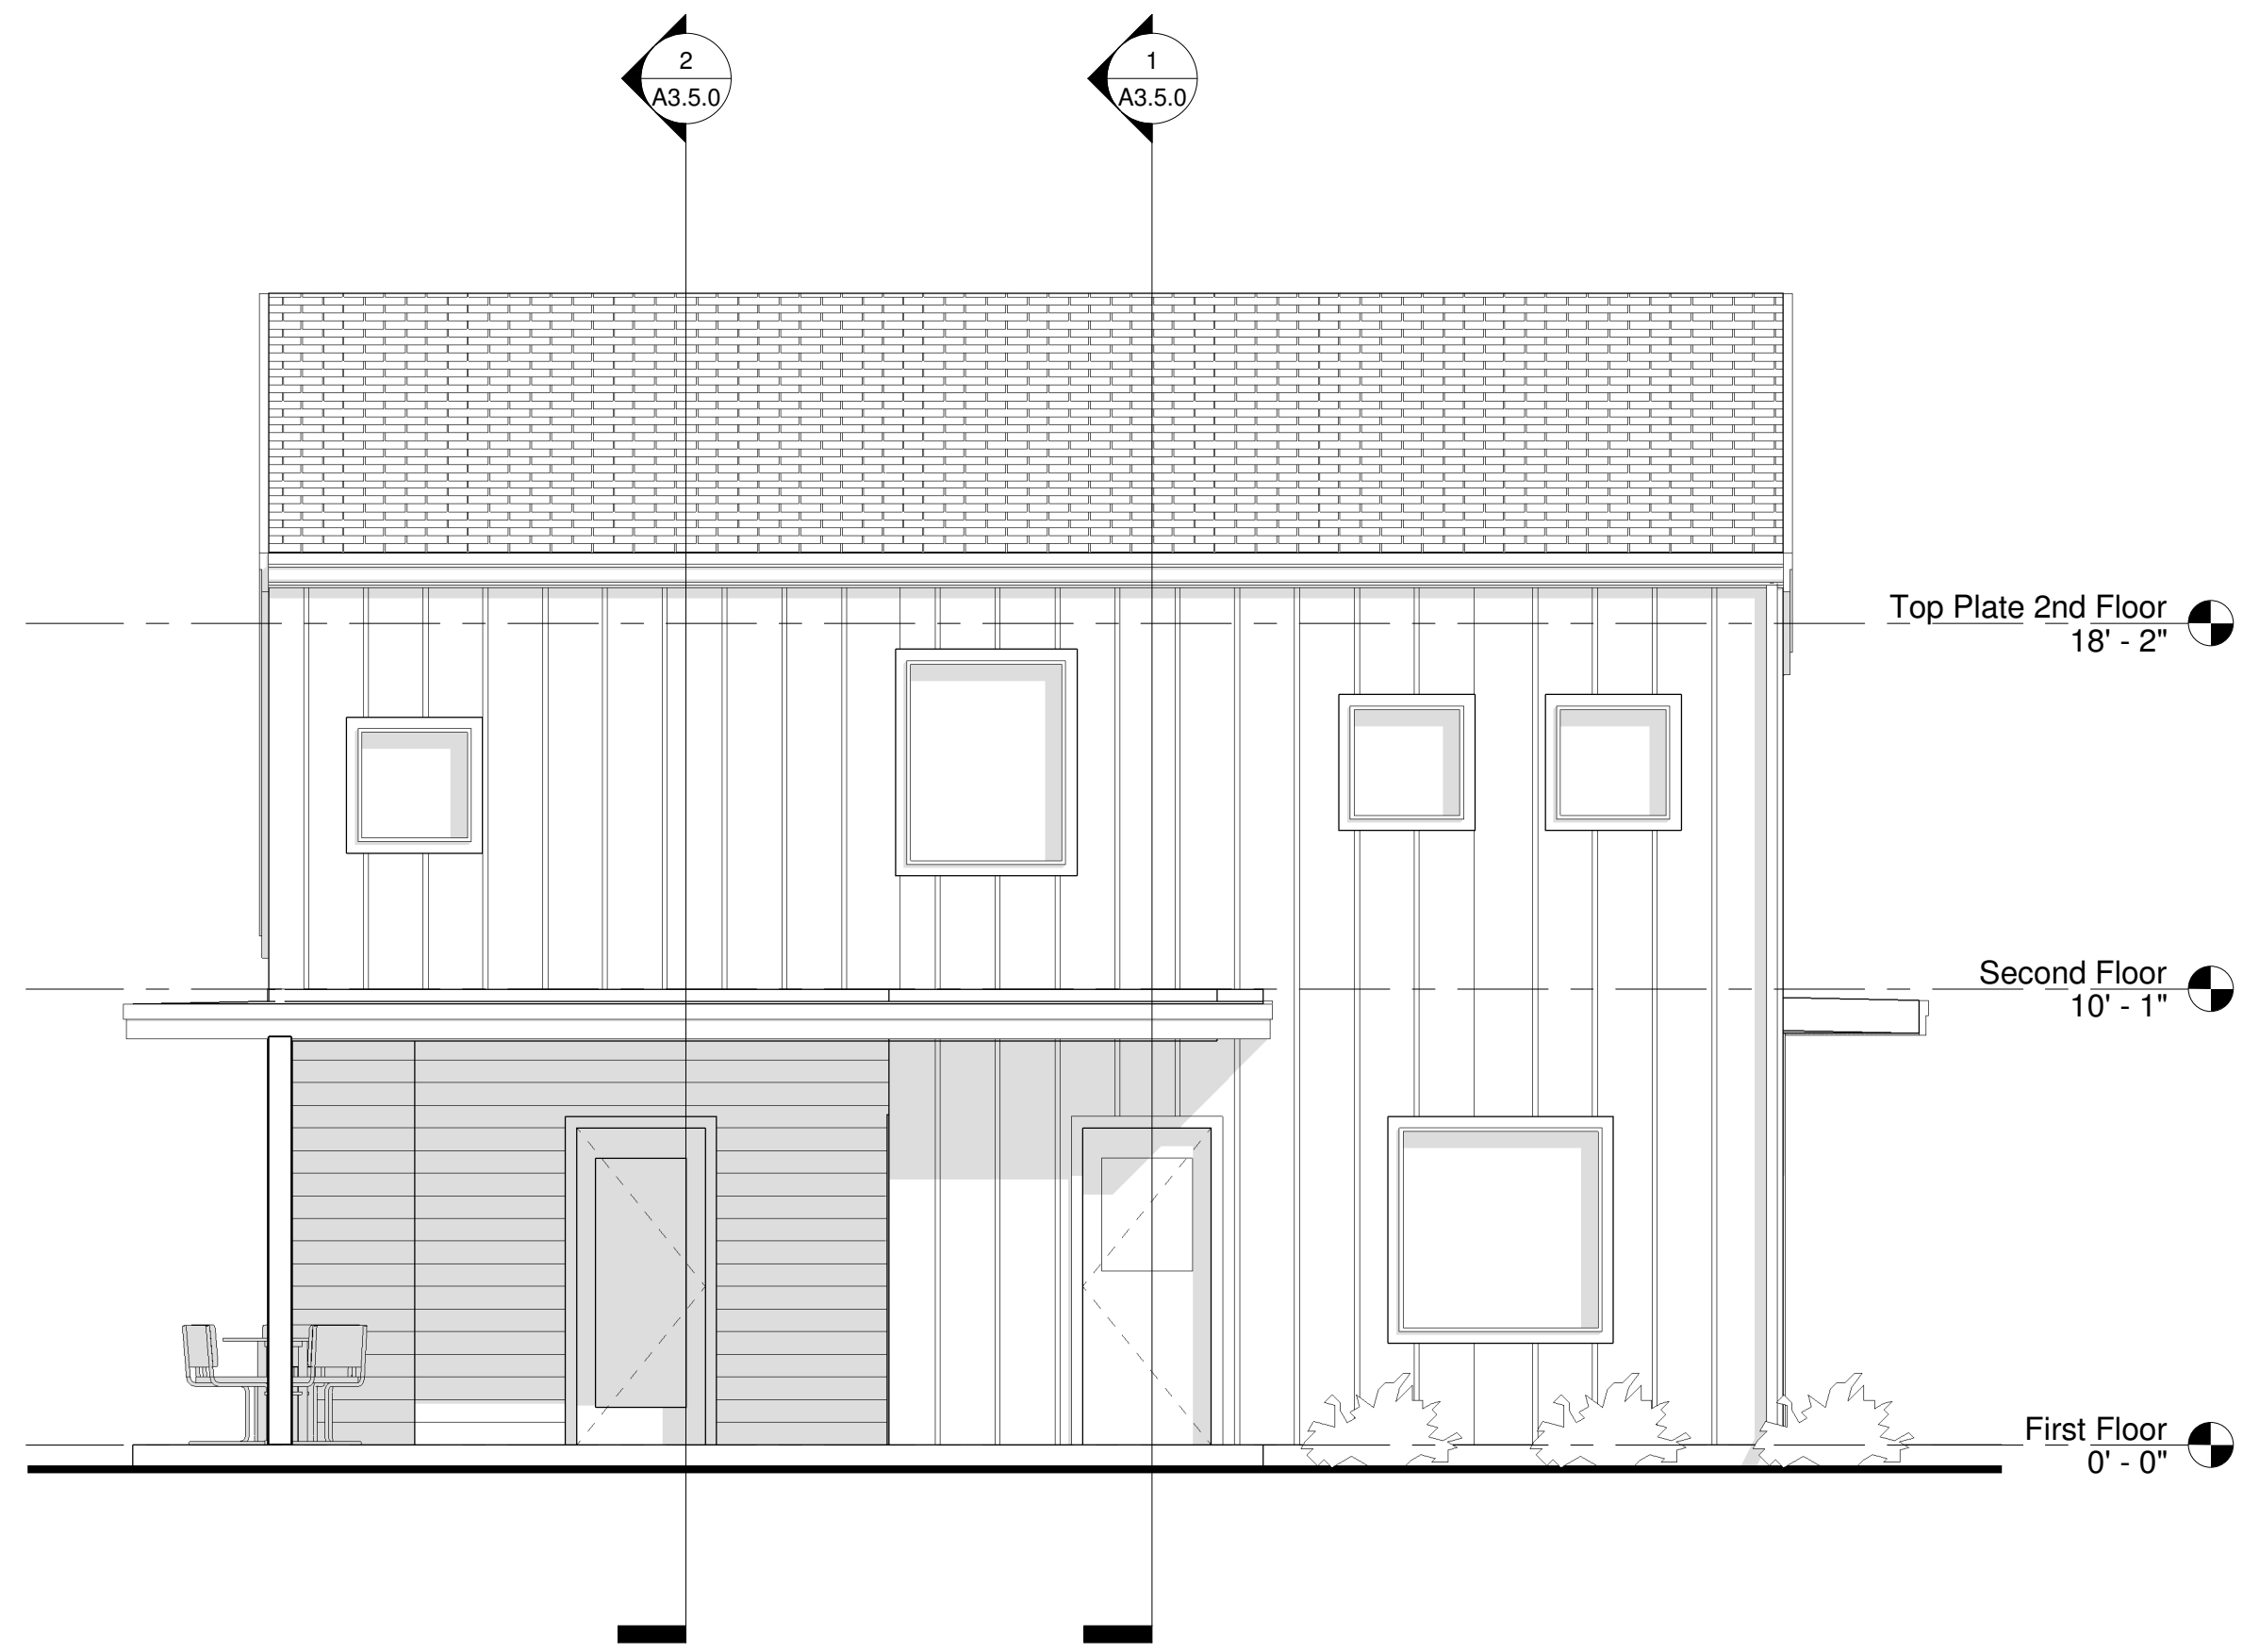 2
A3.5.0
1
A3.5.0
Top Plate 2nd Floor
18' - 2"
Second Floor
10' - 1"
First Floor
0' - 0"